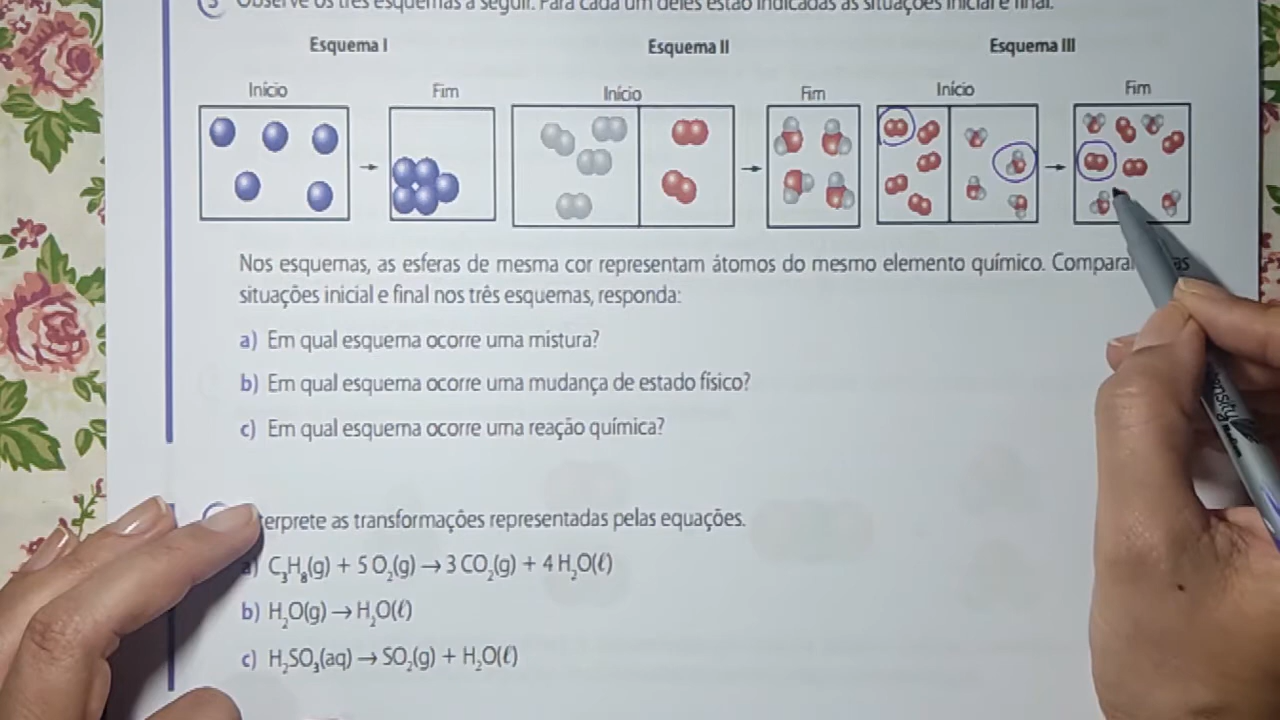 3 Observe os três esquemas a seguir. Para cada um deles estão indicadas as situações inicial e final.
Esquema I Esquema II Esquema III
Início Fim Início Fim Início Fim
Nos esquemas, as esferas de mesma cor representam átomos do mesmo elemento químico. as
situações inicial e final nos três esquemas, responda:
a) Em qual esquema ocorre uma mistura?
b) Em qual esquema ocorre uma mudança de estado físico?
c) Em qual esquema ocorre uma reação química?
as transformações representadas pelas equações.
a) C₃H₈(g) + 5 O₂(g) → 3 CO₂(g) + 4 H₂O(ℓ)
b) H₂O(g) → H₂O(ℓ)
c) H₂SO₃(aq) → SO₂(g) + H₂O(ℓ)